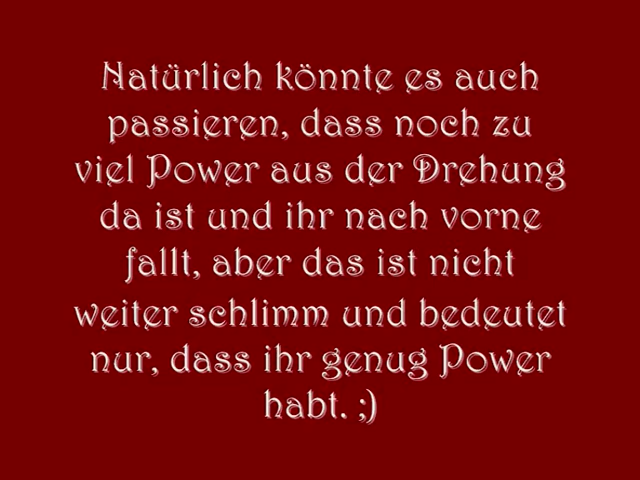 Natürlich könnte es auch
passieren, dass noch zu
viel Power aus der Drehung
da ist und ihr nach vorne
fallt, aber das ist nicht
weiter schlimm und bedeutet
nur, dass ihr genug Power
habt. ;)